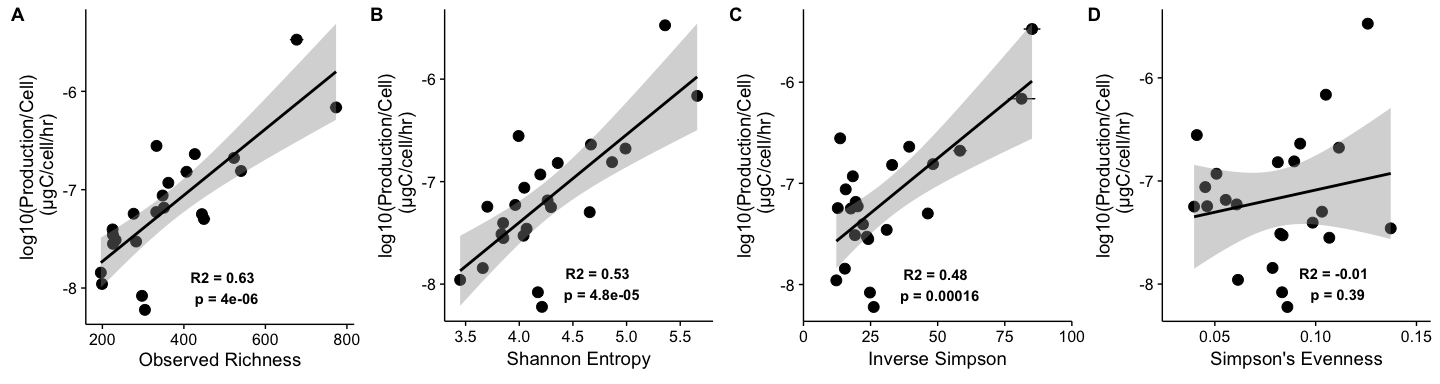 A
log10(Production/Cell)
(μgC/cell/hr)
-6
-7
-8
R2 = 0.63
p = 4e-06
200
400
600
800
Observed Richness
B
log10(Production/Cell)
(μgC/cell/hr)
-6
-7
-8
R2 = 0.53
p = 4.8e-05
3.5
4.0
4.5
5.0
5.5
Shannon Entropy
C
log10(Production/Cell)
(μgC/cell/hr)
-6
-7
-8
R2 = 0.48
p = 0.00016
0
25
50
75
100
Inverse Simpson
D
log10(Production/Cell)
(μgC/cell/hr)
-6
-7
-8
R2 = -0.01
p = 0.39
0.05
0.10
0.15
Simpson's Evenness